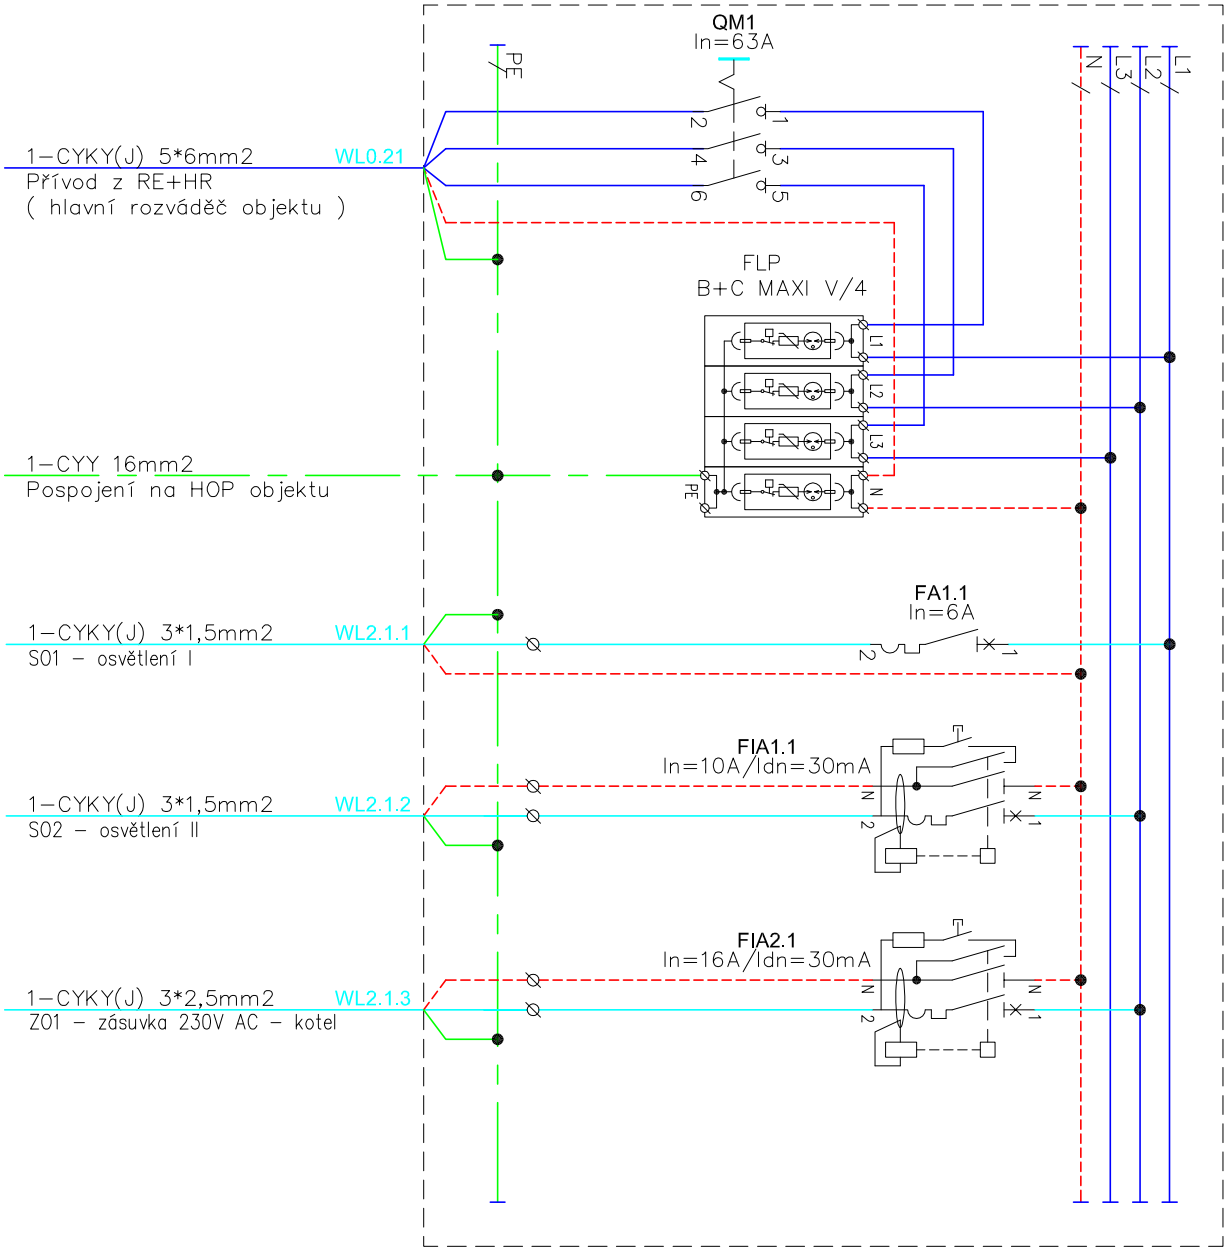 QM1
In=63A
PE
N
L3
L2
L1
2
1
4
3
6
5
1-CYKY(J) 5*6mm2
WL0.21
Přívod z RE+HR
( hlavní rozváděč objektu )
FLP
B+C MAXI V/4
L1
L2
L3
N
PE
1-CYY 16mm2
Pospojení na HOP objektu
FA1.1
In=6A
2
1
1-CYKY(J) 3*1,5mm2
WL2.1.1
S01 - osvětlení I
FIA1.1
In=10A/Idn=30mA
N
N
2
1
1-CYKY(J) 3*1,5mm2
WL2.1.2
S02 - osvětlení II
FIA2.1
In=16A/Idn=30mA
N
N
2
1
1-CYKY(J) 3*2,5mm2
WL2.1.3
Z01 - zásuvka 230V AC - kotel